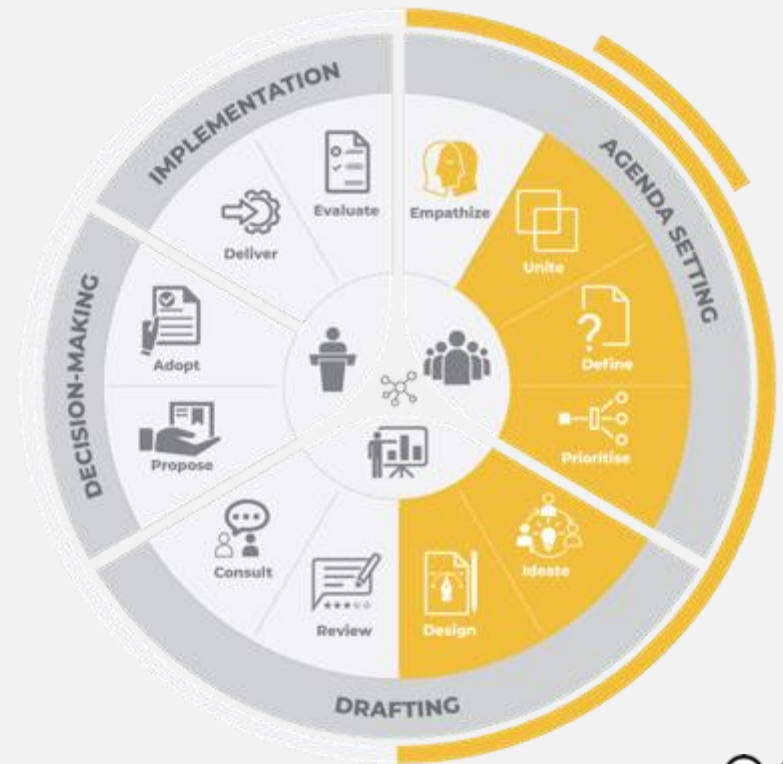 IMPLEMENTATION
AGENDA SETTING
Evaluate
Empathize
Deliver
Unite
DECISION-MAKING
Adopt
Define
Propose
Prioritise
Consult
Ideate
Review
Design
DRAFTING